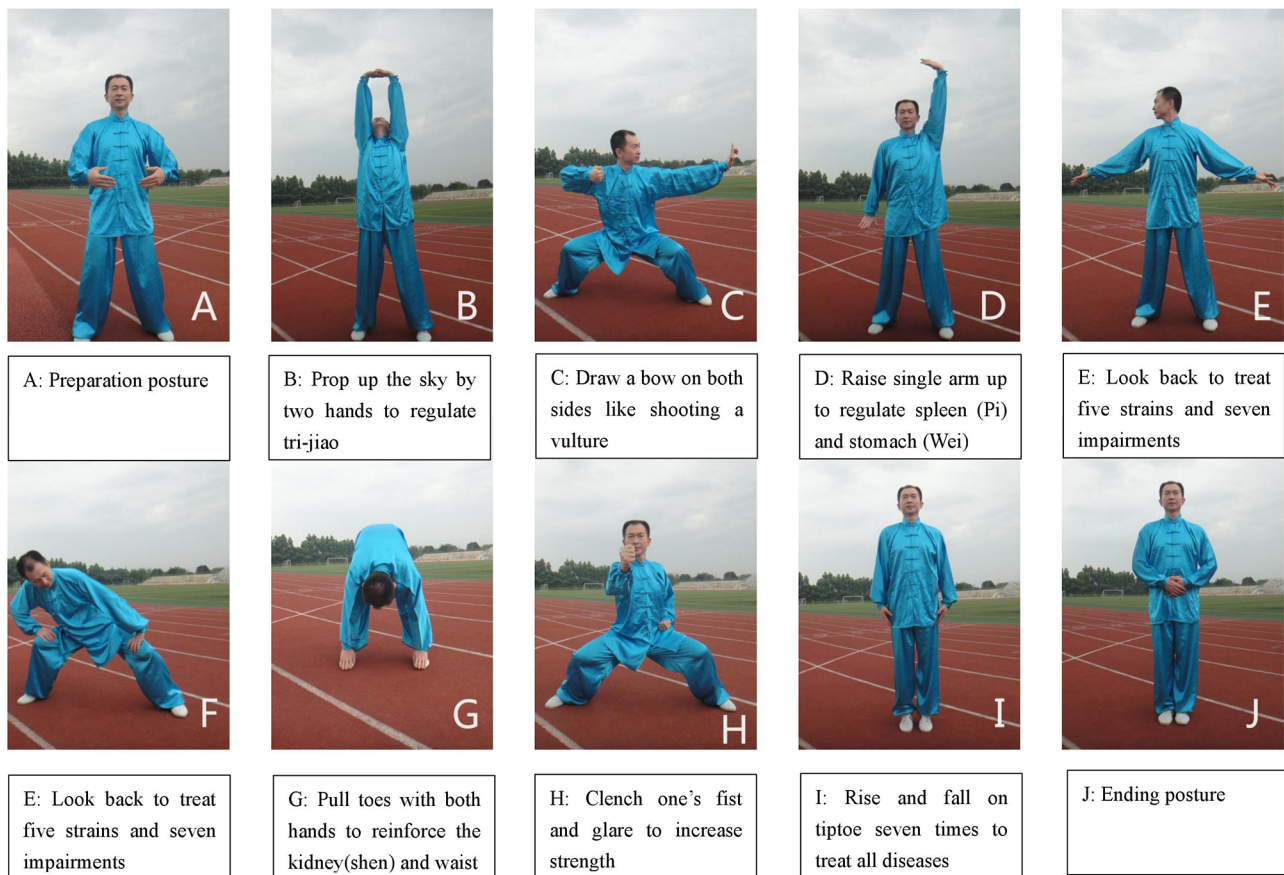 A
B
C
D
E
A: Preparation posture
B: Prop up the sky by
two hands to regulate
tri-jiao
C: Draw a bow on both
sides like shooting a
vulture
D: Raise single arm up
to regulate spleen (Pi)
and stomach (Wei)
E: Look back to treat
five strains and seven
impairments
F
G
H
I
J
E: Look back to treat
five strains and seven
impairments
G: Pull toes with both
hands to reinforce the
kidney(shen) and waist
H: Clench one's fist
and glare to increase
strength
I: Rise and fall on
tiptoe seven times to
treat all diseases
J: Ending posture